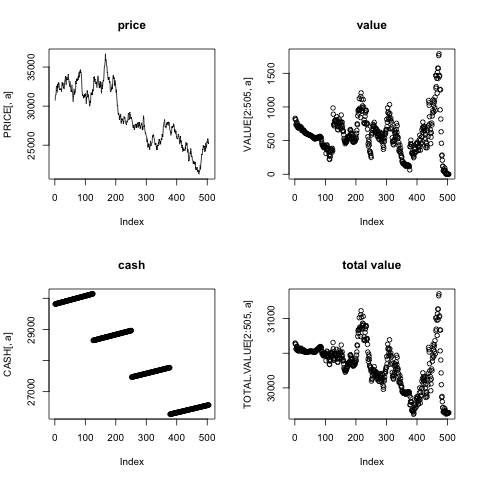 price
PRICE[, a]
25000 30000 35000
0 100 200 300 400 500
Index
value
VALUE[2:505, a]
0 500 1000 1500
0 100 200 300 400 500
Index
cash
CASH[, a]
27000 29000
0 100 200 300 400 500
Index
total value
TOTAL.VALUE[2:505, a]
30000 31000
0 100 200 300 400 500
Index